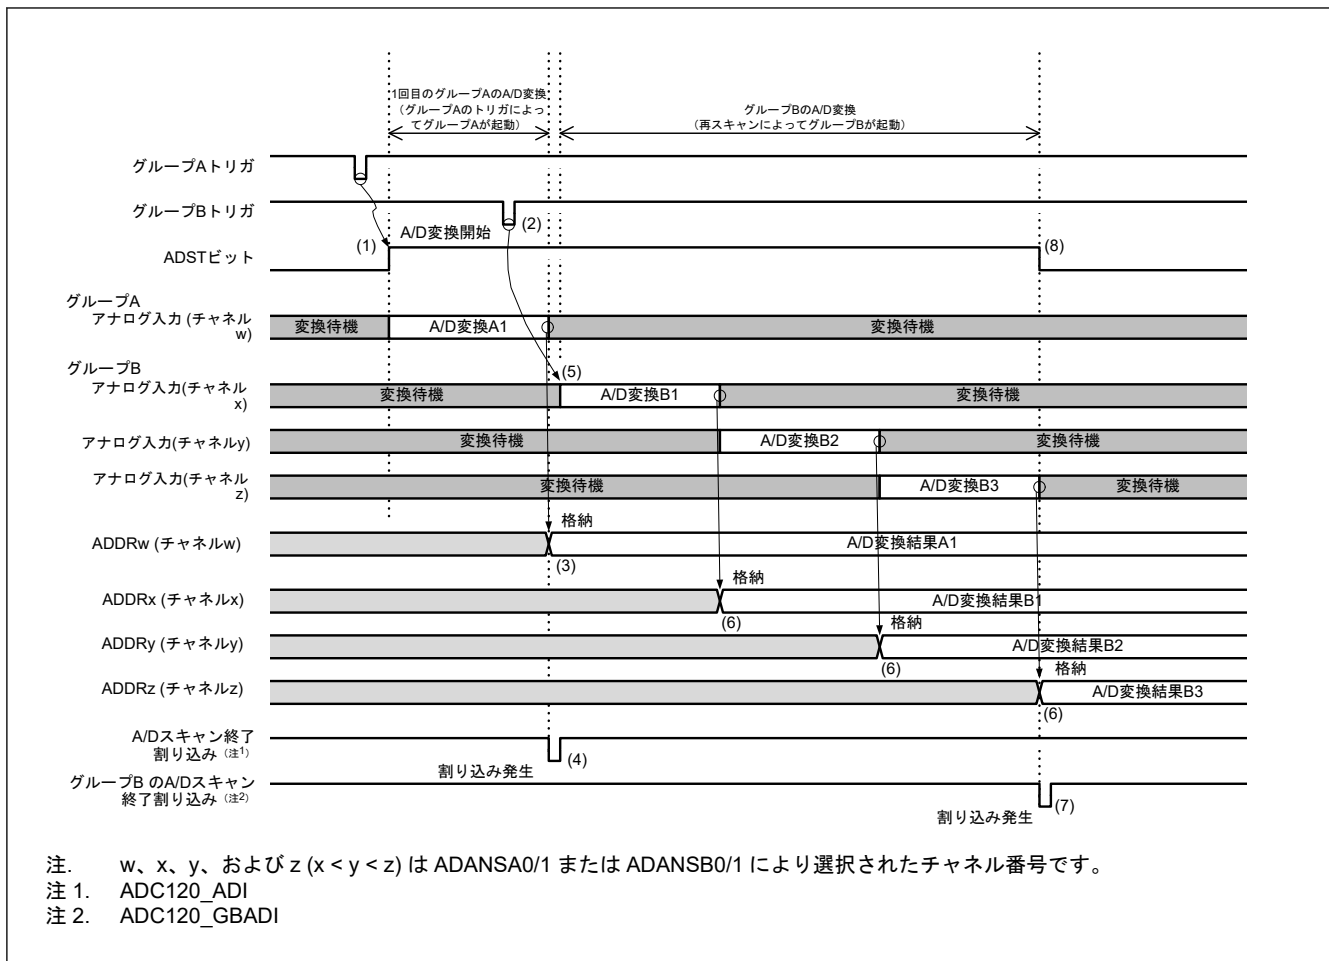 1回目のグループAのA/D変換
（グループAのトリガによっ
てグループAが起動）
グループBのA/D変換
（再スキャンによってグループBが起動）
グループAトリガ
グループBトリガ
(2)
A/D変換開始
(1)
(8)
ADSTビット
グループA
アナログ入力 (チャネル
w)
変換待機
A/D変換A1
変換待機
グループB
アナログ入力(チャネル
x)
(5)
変換待機
A/D変換B1
変換待機
アナログ入力(チャネルy)
変換待機
A/D変換B2
変換待機
アナログ入力(チャネル
z)
変換待機
A/D変換B3
変換待機
格納
ADDRw (チャネルw)
A/D変換結果A1
(3)
格納
ADDRx (チャネルx)
A/D変換結果B1
(6)
格納
ADDRy (チャネルy)
A/D変換結果B2
(6)
格納
ADDRz (チャネルz)
A/D変換結果B3
(6)
A/Dスキャン終了
割り込み（注1）
(4)
割り込み発生
グループB のA/Dスキャン
終了割り込み（注2）
(7)
割り込み発生
注. w、x、y、および z (x < y < z) は ADANSA0/1 または ADANSB0/1 により選択されたチャネル番号です。
注 1. ADC120_ADI
注 2. ADC120_GBADI